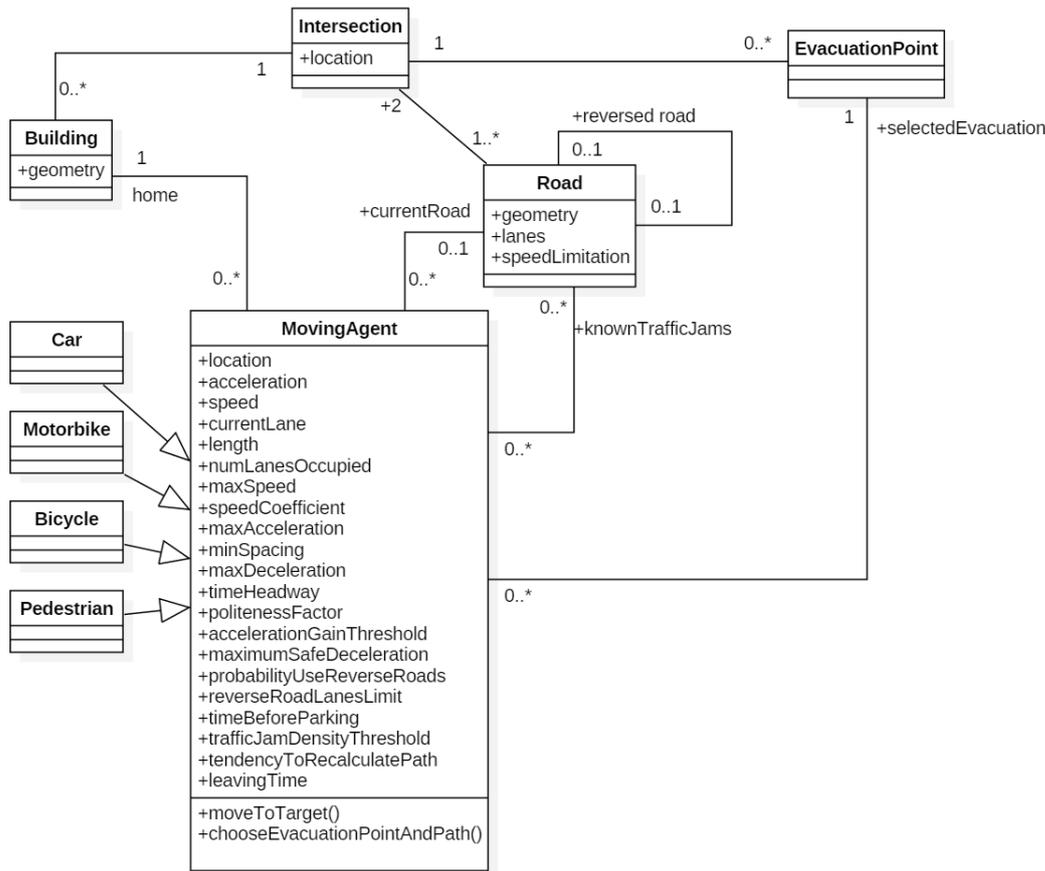 Intersection
+location
1
0..*
EvacuationPoint
1
0..*
+2
1
+selectedEvacuation
+reversed road
0..1
1..*
Building
+geometry
1
home
Road
+geometry
+lanes
+speedLimitation
0..1
+currentRoad
0..1
0..*
0..*
0..*
+knownTrafficJams
Car
Motorbike
Bicycle
Pedestrian
MovingAgent
+location
+acceleration
+speed
+currentLane
+length
+numLanesOccupied
+maxSpeed
+speedCoefficient
+maxAcceleration
+minSpacing
+maxDeceleration
+timeHeadway
+politenessFactor
+accelerationGainThreshold
+maximumSafeDeceleration
+probabilityUseReverseRoads
+reverseRoadLanesLimit
+timeBeforeParking
+trafficJamDensityThreshold
+tendencyToRecalculatePath
+leavingTime
+moveToTarget()
+chooseEvacuationPointAndPath()
0..*
0..*